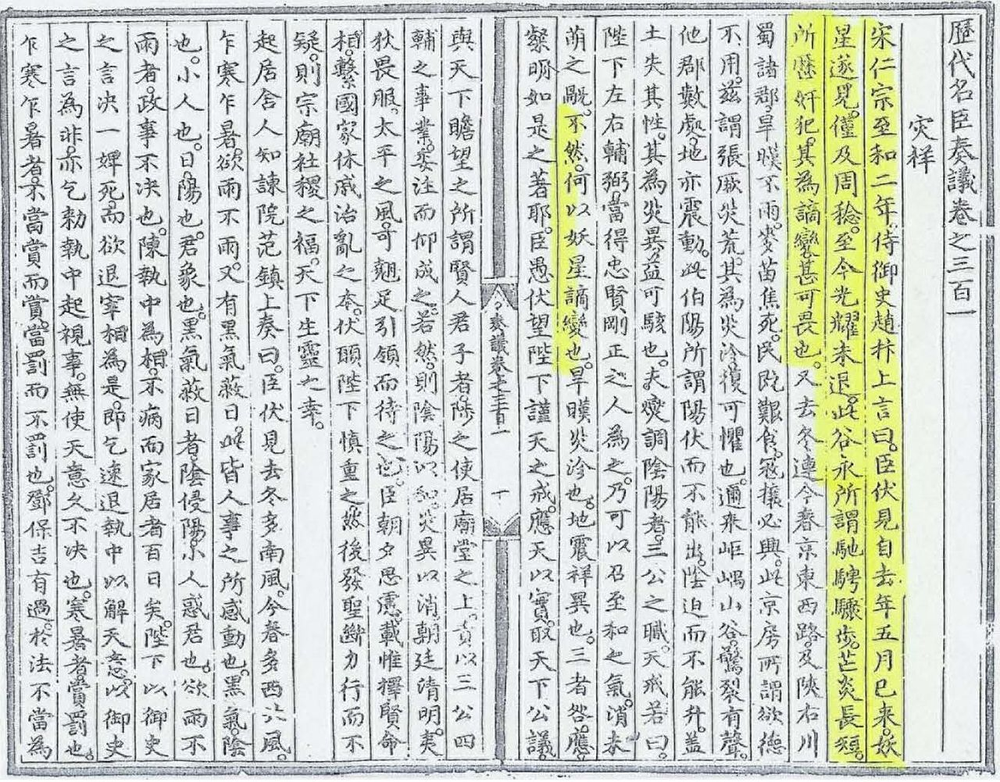 歷代名臣奏議卷之三百一
災祥
宋仁宗至和二年侍御史趙抃上言曰臣伏見自去年五月已來妖
星遂見僅及周稔至今光耀未退此谷永所謂馳騁驟步芒炎長短
所歷奸犯其為謫變甚可畏也又去冬連今春京東西路及陝右川
蜀諸郡旱暵不雨麥苗焦死民既艱食寇攘必興此京房所謂欲德
不用茲謂張厥災荒其為災沴復可懼也邇來岠嵎山谷驚裂有聲
他郡數處地亦震動此伯陽所謂陽伏而不能出陰迫而不能升蓋
土失其性其為災異益可駭也夫燮調陰陽者三公之職天戒若曰
陛下左右輔弼當得忠賢剛正之人為之乃可以召至和之氣消未
萌之釁不然何以妖星謫變也旱暵災沴也地震祥異也三者咎應
粲明如是之著耶臣愚伏望陛下謹天之戒應天以實取天下公議
奏議卷之三百一
與天下瞻望之所謂賢人君子者陟之使居廟堂之上責以三公四
輔之事業委注而仰成之若然則陰陽以和災異以消朝廷清明夷
狄畏服太平之風可翹足引領而待之也臣朝夕思慮載惟擇賢命
相繫國家休戚治亂之本伏願陛下慎重之然後發聖斷力行而不
疑則宗廟社稷之福天下生靈之幸
起居舍人知諫院范鎮上奏曰臣伏見去冬多南風今春多西北風
乍寒乍暑欲雨不雨又有黑氣蔽日此皆人事之所感動也黑氣陰
也小人也日陽也君象也黑氣蔽日者陰侵陽小人惑君也欲雨不
雨者政事不決也陳執中為相不病而家居者百日矣陛下以御史
之言決一婢死而欲退宰相為是即乞速退執中以解天意以御史
之言為非亦乞勑執中起視事無使天意久不決也寒暑者賞罰也
乍寒乍暑者不當賞而賞當罰而不罰也鄧保吉有過於法不當為